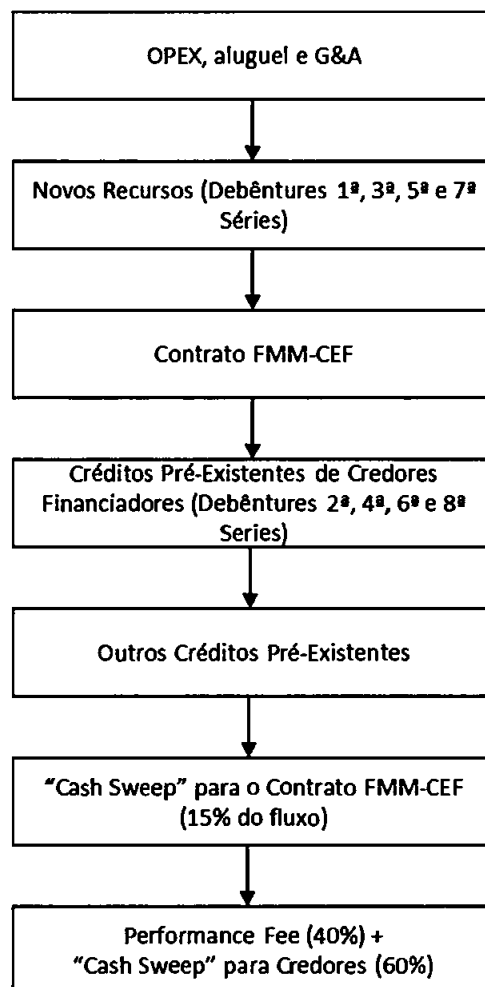 OPEX, aluguel e G&A
Novos Recursos (Debêntures 1ª, 3ª, 5ª e 7ª
Séries)
Contrato FMM-CEF
Créditos Pré-Existentes de Credores
Financiadores (Debêntures 2ª, 4ª, 6ª e 8ª
Series)
Outros Créditos Pré-Existentes
“Cash Sweep” para o Contrato FMM-CEF
(15% do fluxo)
Performance Fee (40%) +
“Cash Sweep” para Credores (60%)